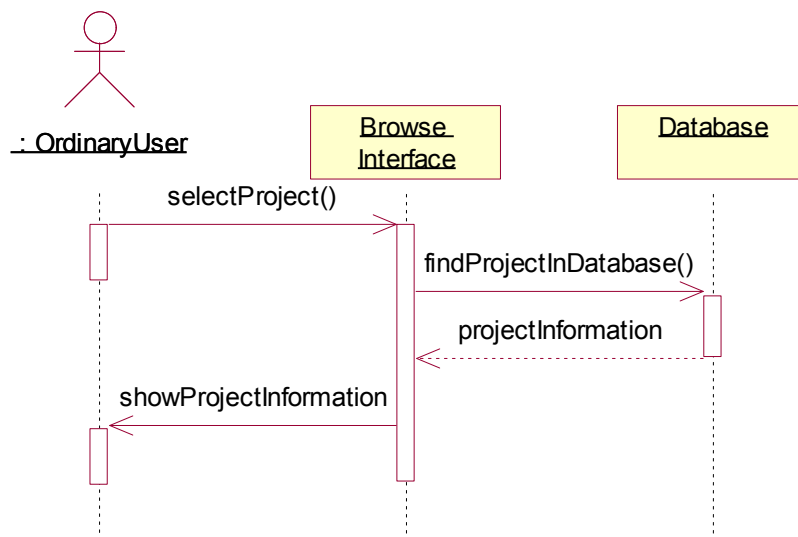 : OrdinaryUser
Browse
Interface
Database
selectProject()
findProjectInDatabase()
projectInformation
showProjectInformation